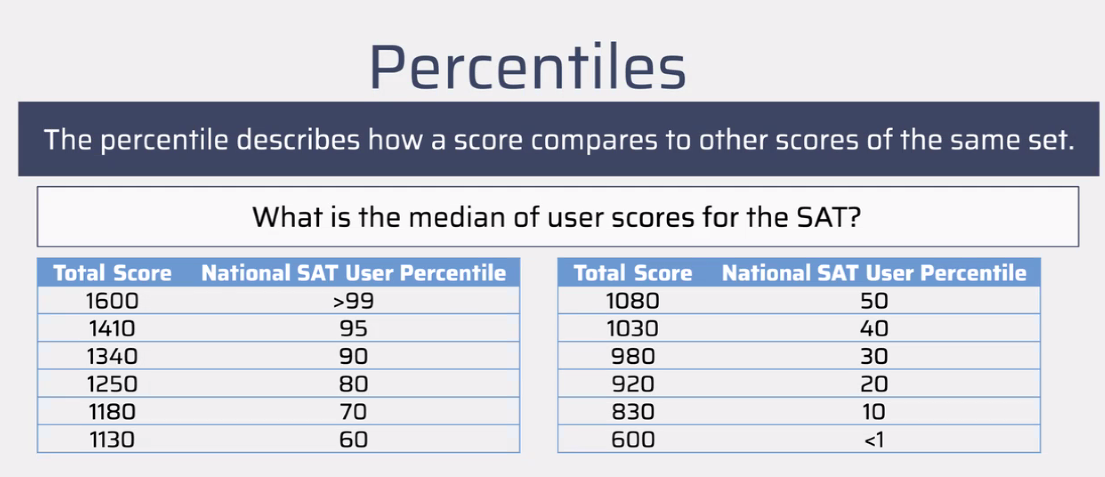 Percentiles
The percentile describes how a score compares to other scores of the same set.
What is the median of user scores for the SAT?
Total Score National SAT User Percentile
1600 >99
1410 95
1340 90
1250 80
1180 70
1130 60
Total Score National SAT User Percentile
1080 50
1030 40
980 30
920 20
830 10
600 <1